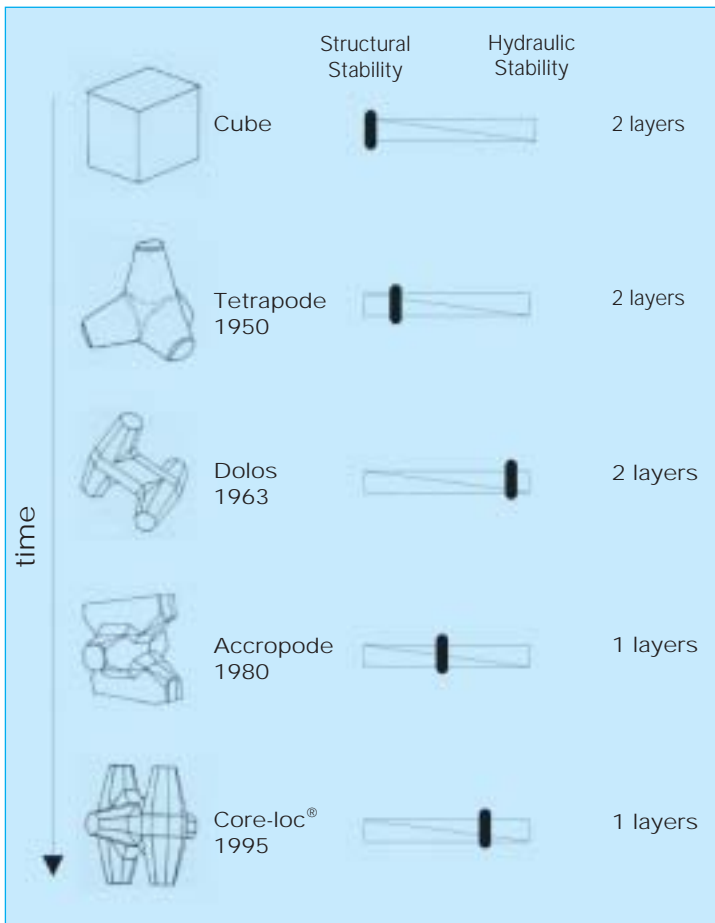 Structural
Stability
Hydraulic
Stability
Cube
2 layers
Tetrapode
1950
2 layers
Dolos
1963
2 layers
time
Accropode
1980
1 layers
Core-loc®
1995
1 layers